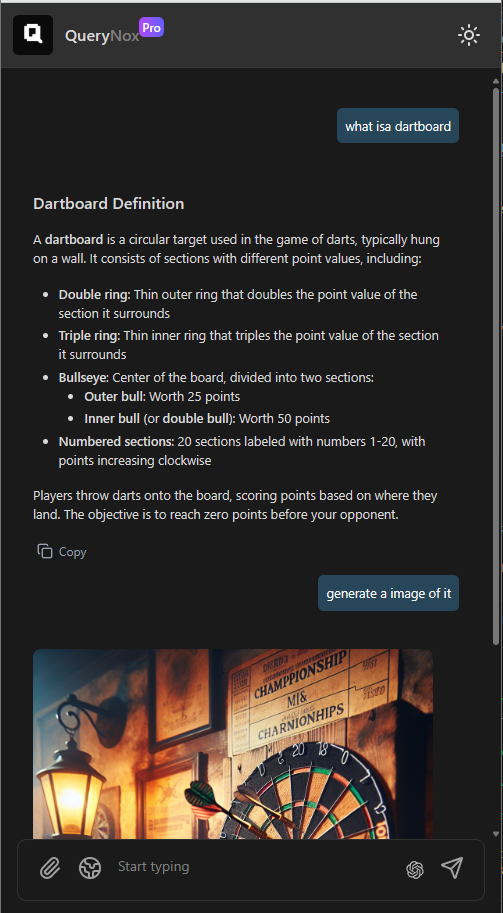 QueryNox Pro
what isa dartboard
Dartboard Definition
A dartboard is a circular target used in the game of darts, typically hung
on a wall. It consists of sections with different point values, including:
Double ring: Thin outer ring that doubles the point value of the
section it surrounds
Triple ring: Thin inner ring that triples the point value of the section
it surrounds
Bullseye: Center of the board, divided into two sections:
Outer bull: Worth 25 points
Inner bull (or double bull): Worth 50 points
Numbered sections: 20 sections labeled with numbers 1-20, with
points increasing clockwise
Players throw darts onto the board, scoring points based on where they
land. The objective is to reach zero points before your opponent.
Copy
generate a image of it
CHAMPPIONSHIP
MI&
CHARNIONHIPS
20 18
Start typing